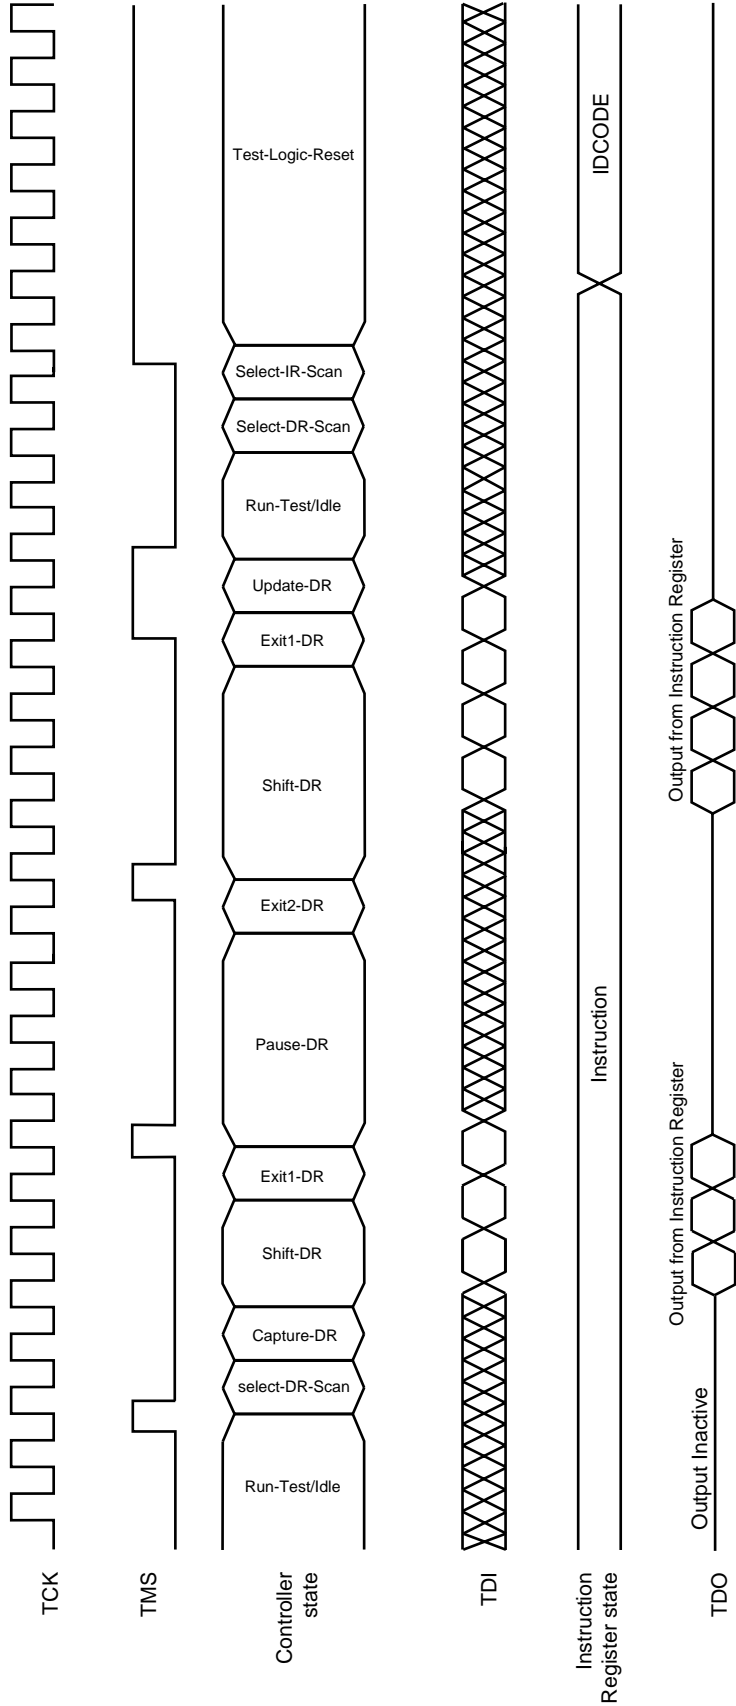 TCK
TMS
Controller
state
Run-Test/Idle
select-DR-Scan
Capture-DR
Shift-DR
Exit1-DR
Pause-DR
Exit2-DR
Shift-DR
Exit1-DR
Update-DR
Run-Test/Idle
Select-DR-Scan
Select-IR-Scan
Test-Logic-Reset
TDI
Instruction
Register state
Instruction
IDCODE
TDO
Output Inactive
Output from Instruction Register
Output from Instruction Register